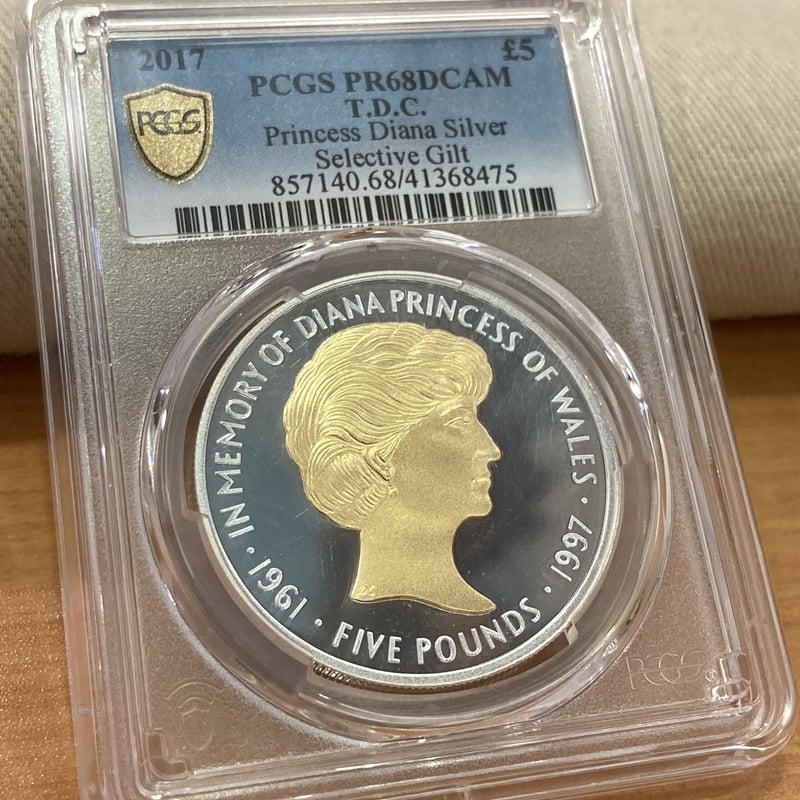 2017 £5
PCGS PR68DCAM
T.D.C.
Princess Diana Silver
Selective Gilt
857140.68/41368475
PCGS
IN MEMORY OF DIANA PRINCESS OF WALES
· 1961 · FIVE POUNDS · 1997 ·
PCGS